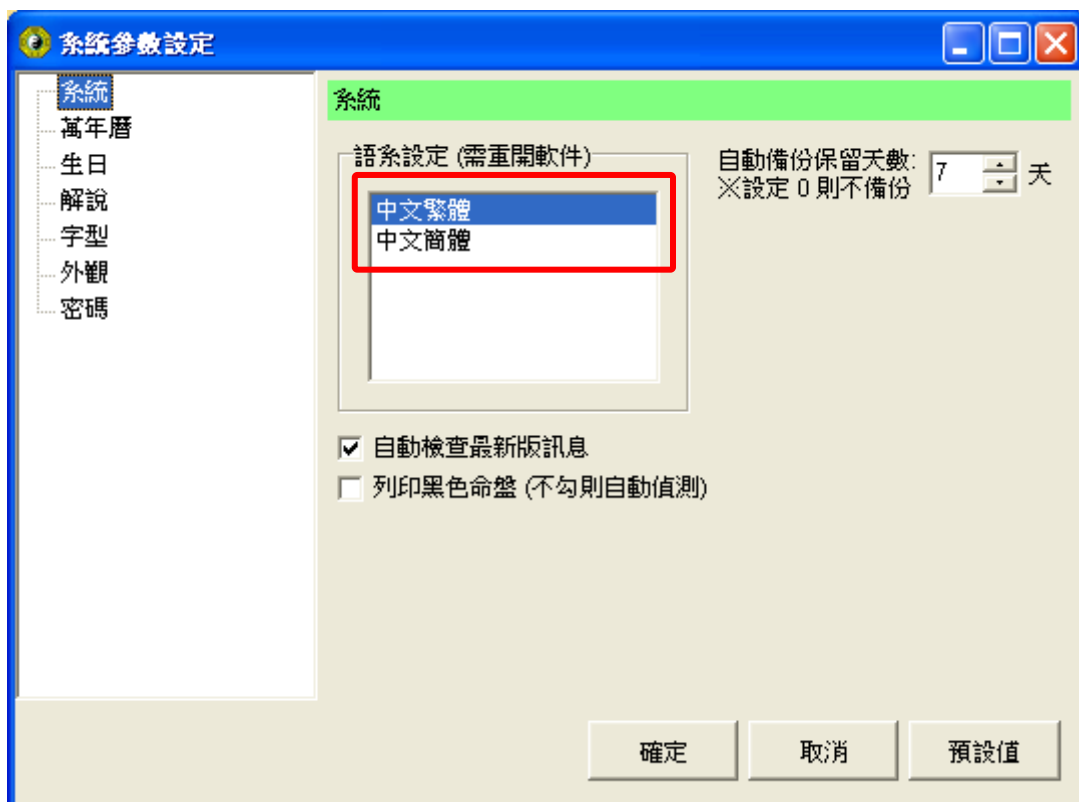 系統參數設定
系統
萬年曆
生日
解說
字型
外觀
密碼
系統
語系設定 (需重開軟件)
中文繁體
中文簡體
自動備份保留天數: 7 天
※設定 0 則不備份
自動檢查最新版訊息
列印黑色命盤 (不勾則自動偵測)
確定
取消
預設值